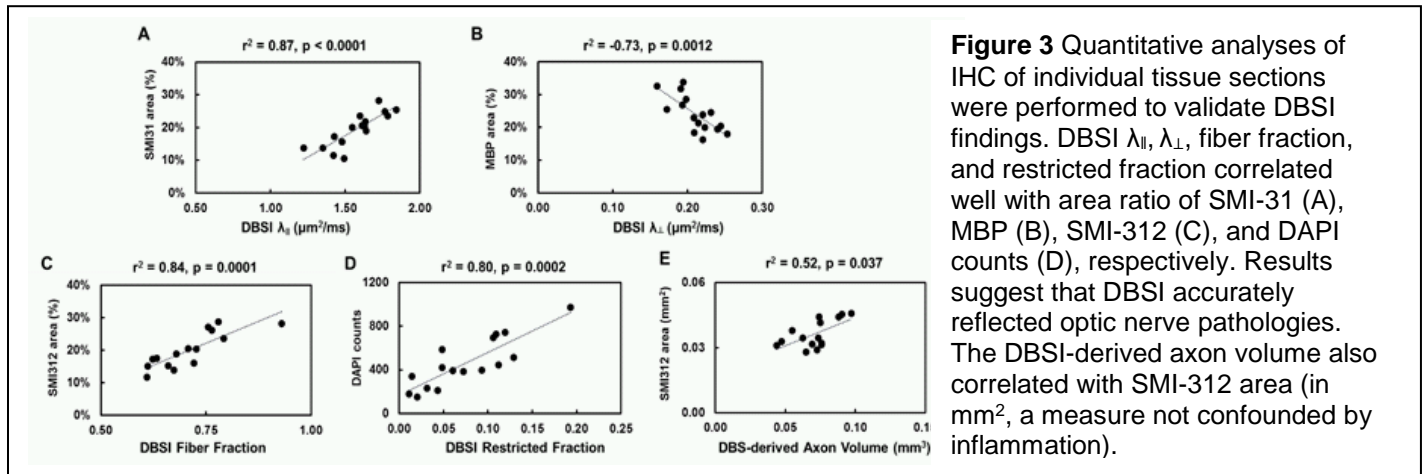 A
r² = 0.87, p < 0.0001
SMI31 area (%)
40%
30%
20%
10%
0%
0.50
1.00
1.50
2.00
DBSI λ∥ (µm²/ms)
B
r² = -0.73, p = 0.0012
MBP area (%)
40%
30%
20%
10%
0%
0.00
0.10
0.20
0.30
DBSI λ⊥ (µm²/ms)
C
r² = 0.84, p = 0.0001
SMI312 area (%)
40%
30%
20%
10%
0%
0.50
0.75
1.00
DBSI Fiber Fraction
D
r² = 0.80, p = 0.0002
DAPI counts
1200
800
400
0
0.00
0.05
0.10
0.15
0.20
0.25
DBSI Restricted Fraction
E
r² = 0.52, p = 0.037
SMI312 area (mm²)
0.06
0.03
0.00
0.00
0.05
0.10
DBS-derived Axon Volume (mm³)
Figure 3 Quantitative analyses of
IHC of individual tissue sections
were performed to validate DBSI
findings. DBSI λ∥, λ⊥, fiber fraction,
and restricted fraction correlated
well with area ratio of SMI-31 (A),
MBP (B), SMI-312 (C), and DAPI
counts (D), respectively. Results
suggest that DBSI accurately
reflected optic nerve pathologies.
The DBSI-derived axon volume also
correlated with SMI-312 area (in
mm², a measure not confounded by
inflammation).